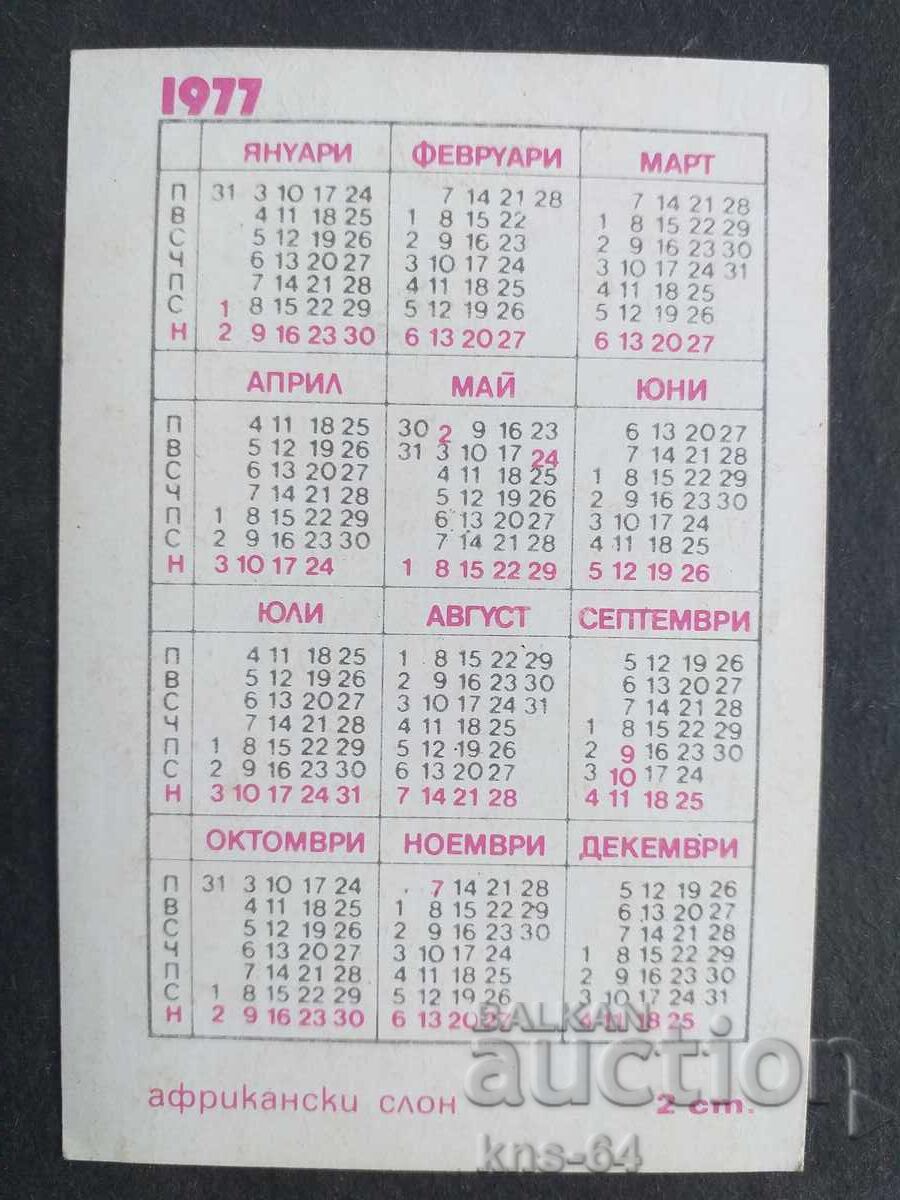 1977
ЯНУАРИ ФЕВРУАРИ МАРТ
П 31 3 10 17 24 7 14 21 28 7 14 21 28
В 4 11 18 25 1 8 15 22 1 8 15 22 29
С 5 12 19 26 2 9 16 23 2 9 16 23 30
Ч 6 13 20 27 3 10 17 24 3 10 17 24 31
П 7 14 21 28 4 11 18 25 4 11 18 25
С 1 8 15 22 29 5 12 19 26 5 12 19 26
Н 2 9 16 23 30 6 13 20 27 6 13 20 27
АПРИЛ МАЙ ЮНИ
П 4 11 18 25 30 2 9 16 23 6 13 20 27
В 5 12 19 26 31 3 10 17 24 7 14 21 28
С 6 13 20 27 4 11 18 25 1 8 15 22 29
Ч 7 14 21 28 5 12 19 26 2 9 16 23 30
П 1 8 15 22 29 6 13 20 27 3 10 17 24
С 2 9 16 23 30 7 14 21 28 4 11 18 25
Н 3 10 17 24 1 8 15 22 29 5 12 19 26
ЮЛИ АВГУСТ СЕПТЕМВРИ
П 4 11 18 25 1 8 15 22 29 5 12 19 26
В 5 12 19 26 2 9 16 23 30 6 13 20 27
С 6 13 20 27 3 10 17 24 31 7 14 21 28
Ч 7 14 21 28 4 11 18 25 1 8 15 22 29
П 1 8 15 22 29 5 12 19 26 2 9 16 23 30
С 2 9 16 23 30 6 13 20 27 3 10 17 24
Н 3 10 17 24 31 7 14 21 28 4 11 18 25
ОКТОМВРИ НОЕМВРИ ДЕКЕМВРИ
П 31 3 10 17 24 7 14 21 28 5 12 19 26
В 4 11 18 25 1 8 15 22 29 6 13 20 27
С 5 12 19 26 2 9 16 23 30 7 14 21 28
Ч 6 13 20 27 3 10 17 24 1 8 15 22 29
П 7 14 21 28 4 11 18 25 2 9 16 23 30
С 1 8 15 22 29 5 12 19 26 3 10 17 24 31
Н 2 9 16 23 30 6 13 20 27 4 11 18 25
BALKAN
auction
африкански слон 2 ст.
kns-64